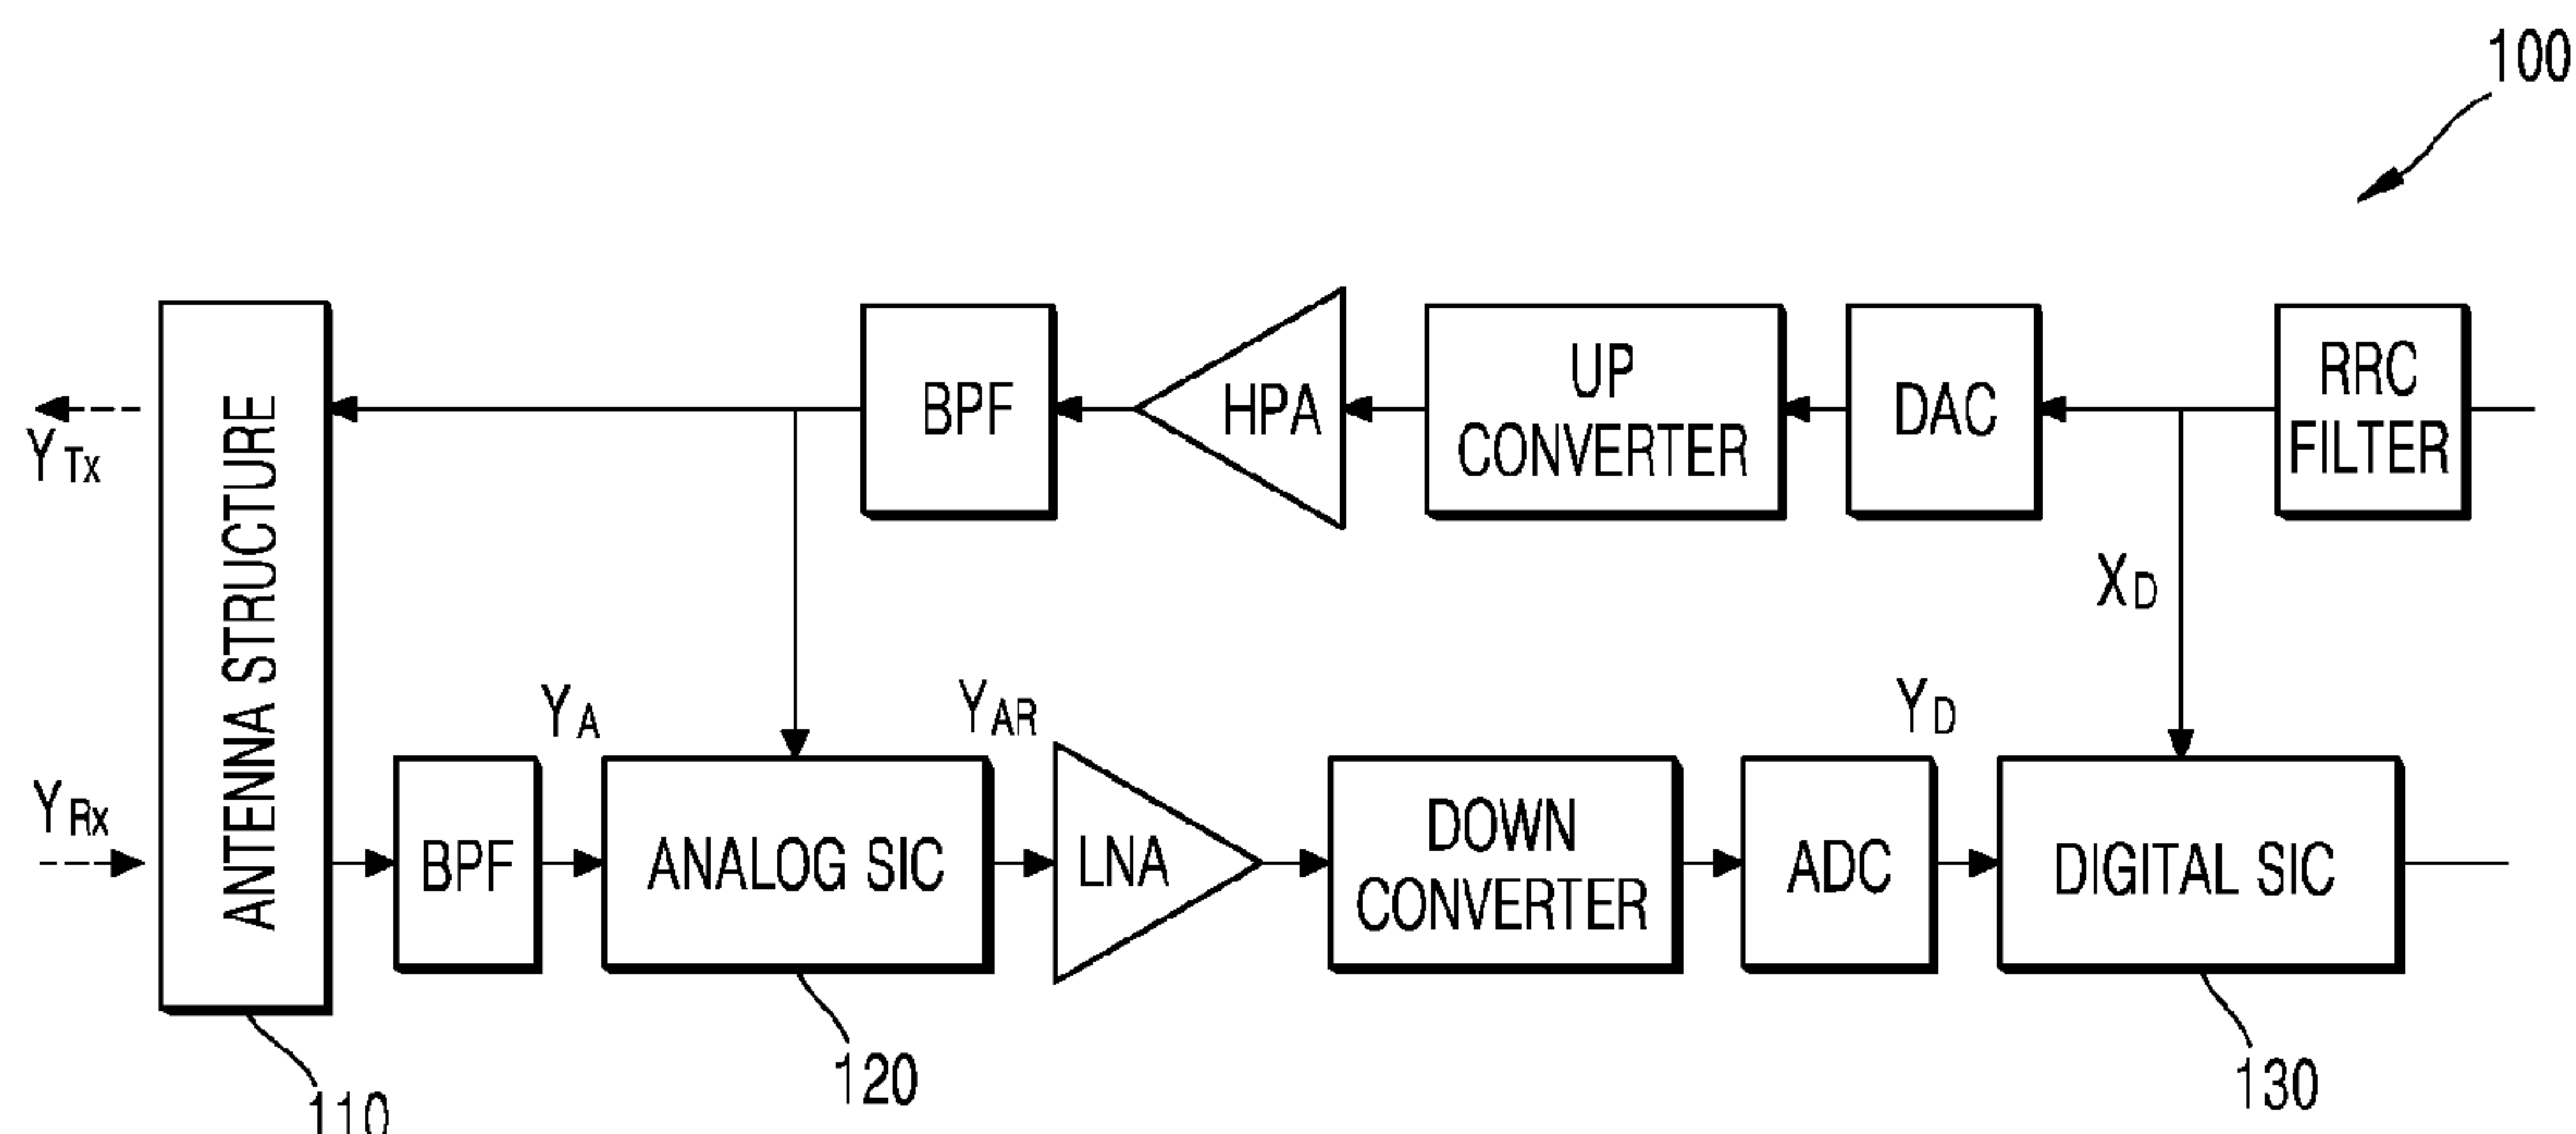 100
ANTENNA STRUCTURE
BPF
HPA
UP
CONVERTER
DAC
RRC
FILTER
YTx
XD
YA
YAR
YD
YRx
BPF
ANALOG SIC
LNA
DOWN
CONVERTER
ADC
DIGITAL SIC
110
120
130